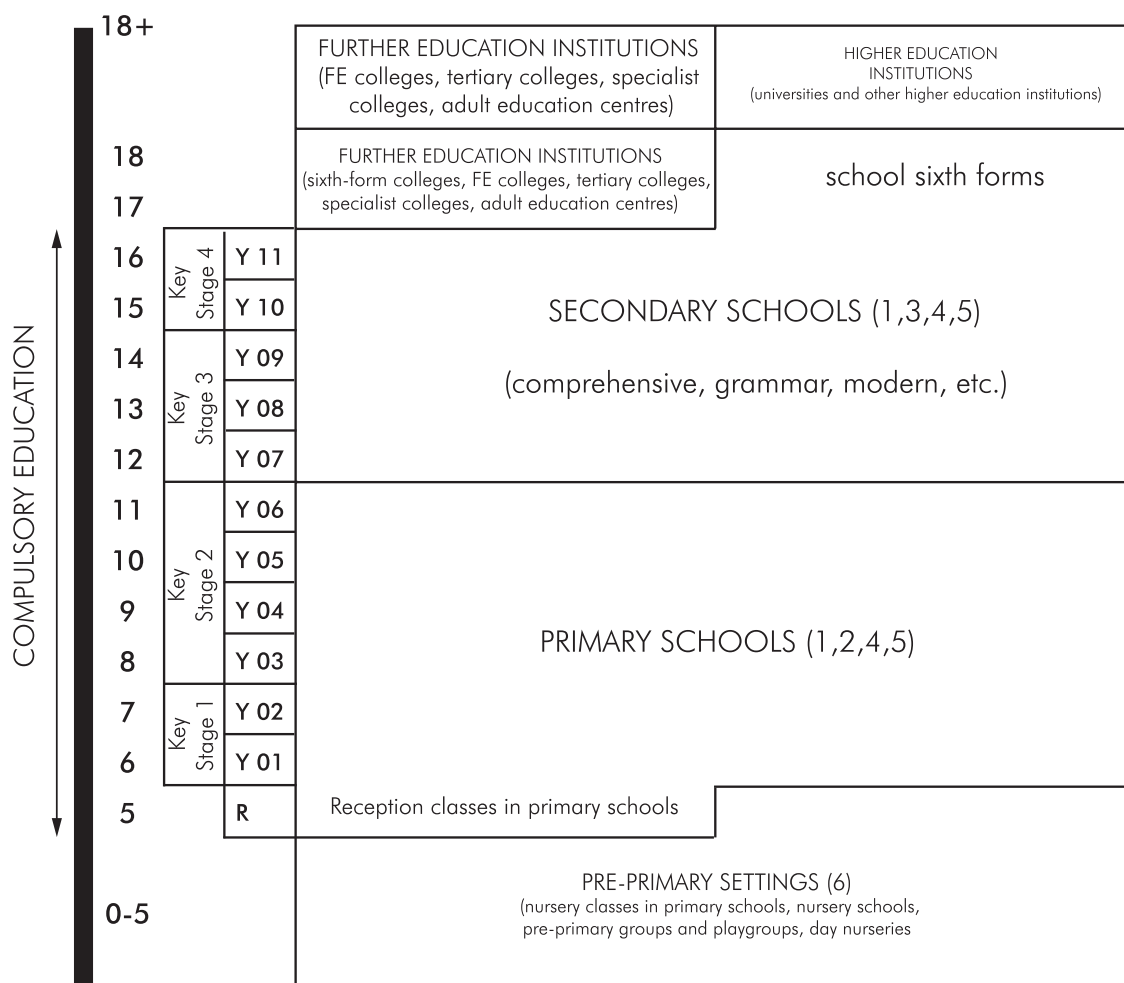 18+
FURTHER EDUCATION INSTITUTIONS
(FE colleges, tertiary colleges, specialist
colleges, adult education centres)
HIGHER EDUCATION
INSTITUTIONS
(universities and other higher education institutions)
18
17
FURTHER EDUCATION INSTITUTIONS
(sixth-form colleges, FE colleges, tertiary colleges,
specialist colleges, adult education centres)
school sixth forms
COMPULSORY EDUCATION
16
15
Key
Stage 4
Y 11
Y 10
14
13
12
Key
Stage 3
Y 09
Y 08
Y 07
SECONDARY SCHOOLS (1,3,4,5)
(comprehensive, grammar, modern, etc.)
11
10
9
8
Key
Stage 2
Y 06
Y 05
Y 04
Y 03
7
6
Key
Stage 1
Y 02
Y 01
PRIMARY SCHOOLS (1,2,4,5)
5
R
Reception classes in primary schools
0-5
PRE-PRIMARY SETTINGS (6)
(nursery classes in primary schools, nursery schools,
pre-primary groups and playgroups, day nurseries